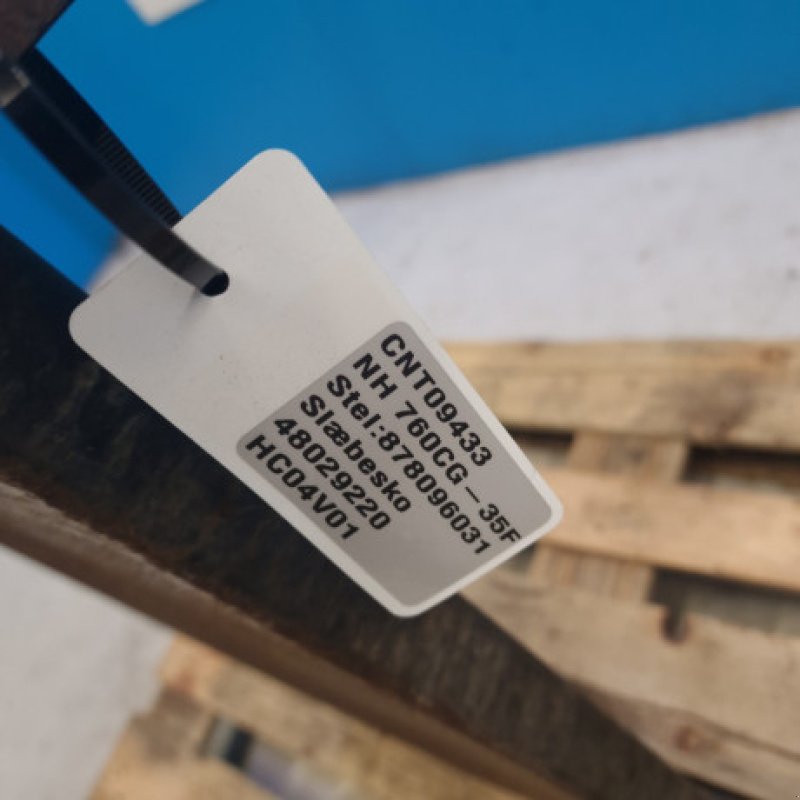 CNT09433
NH 760CG–35F
Stel:878096031
Slæbesko
48029220
HC04V01